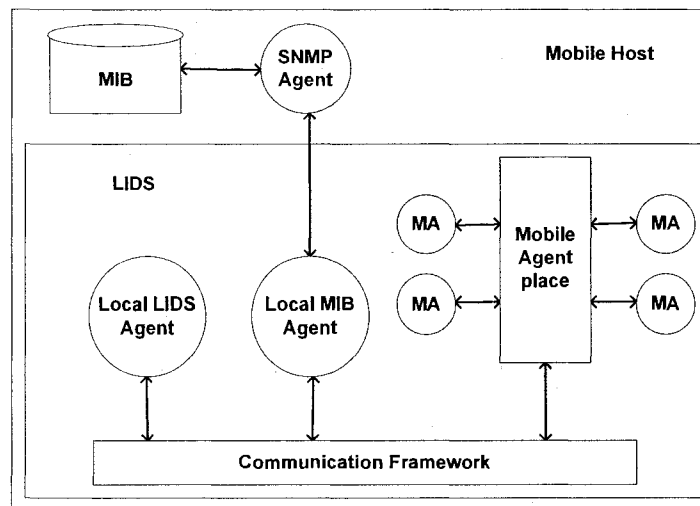 SNMP
Agent
Mobile Host
MIB
LIDS
MA
MA
Mobile
Agent
place
Local LIDS
Agent
Local MIB
Agent
MA
MA
Communication Framework